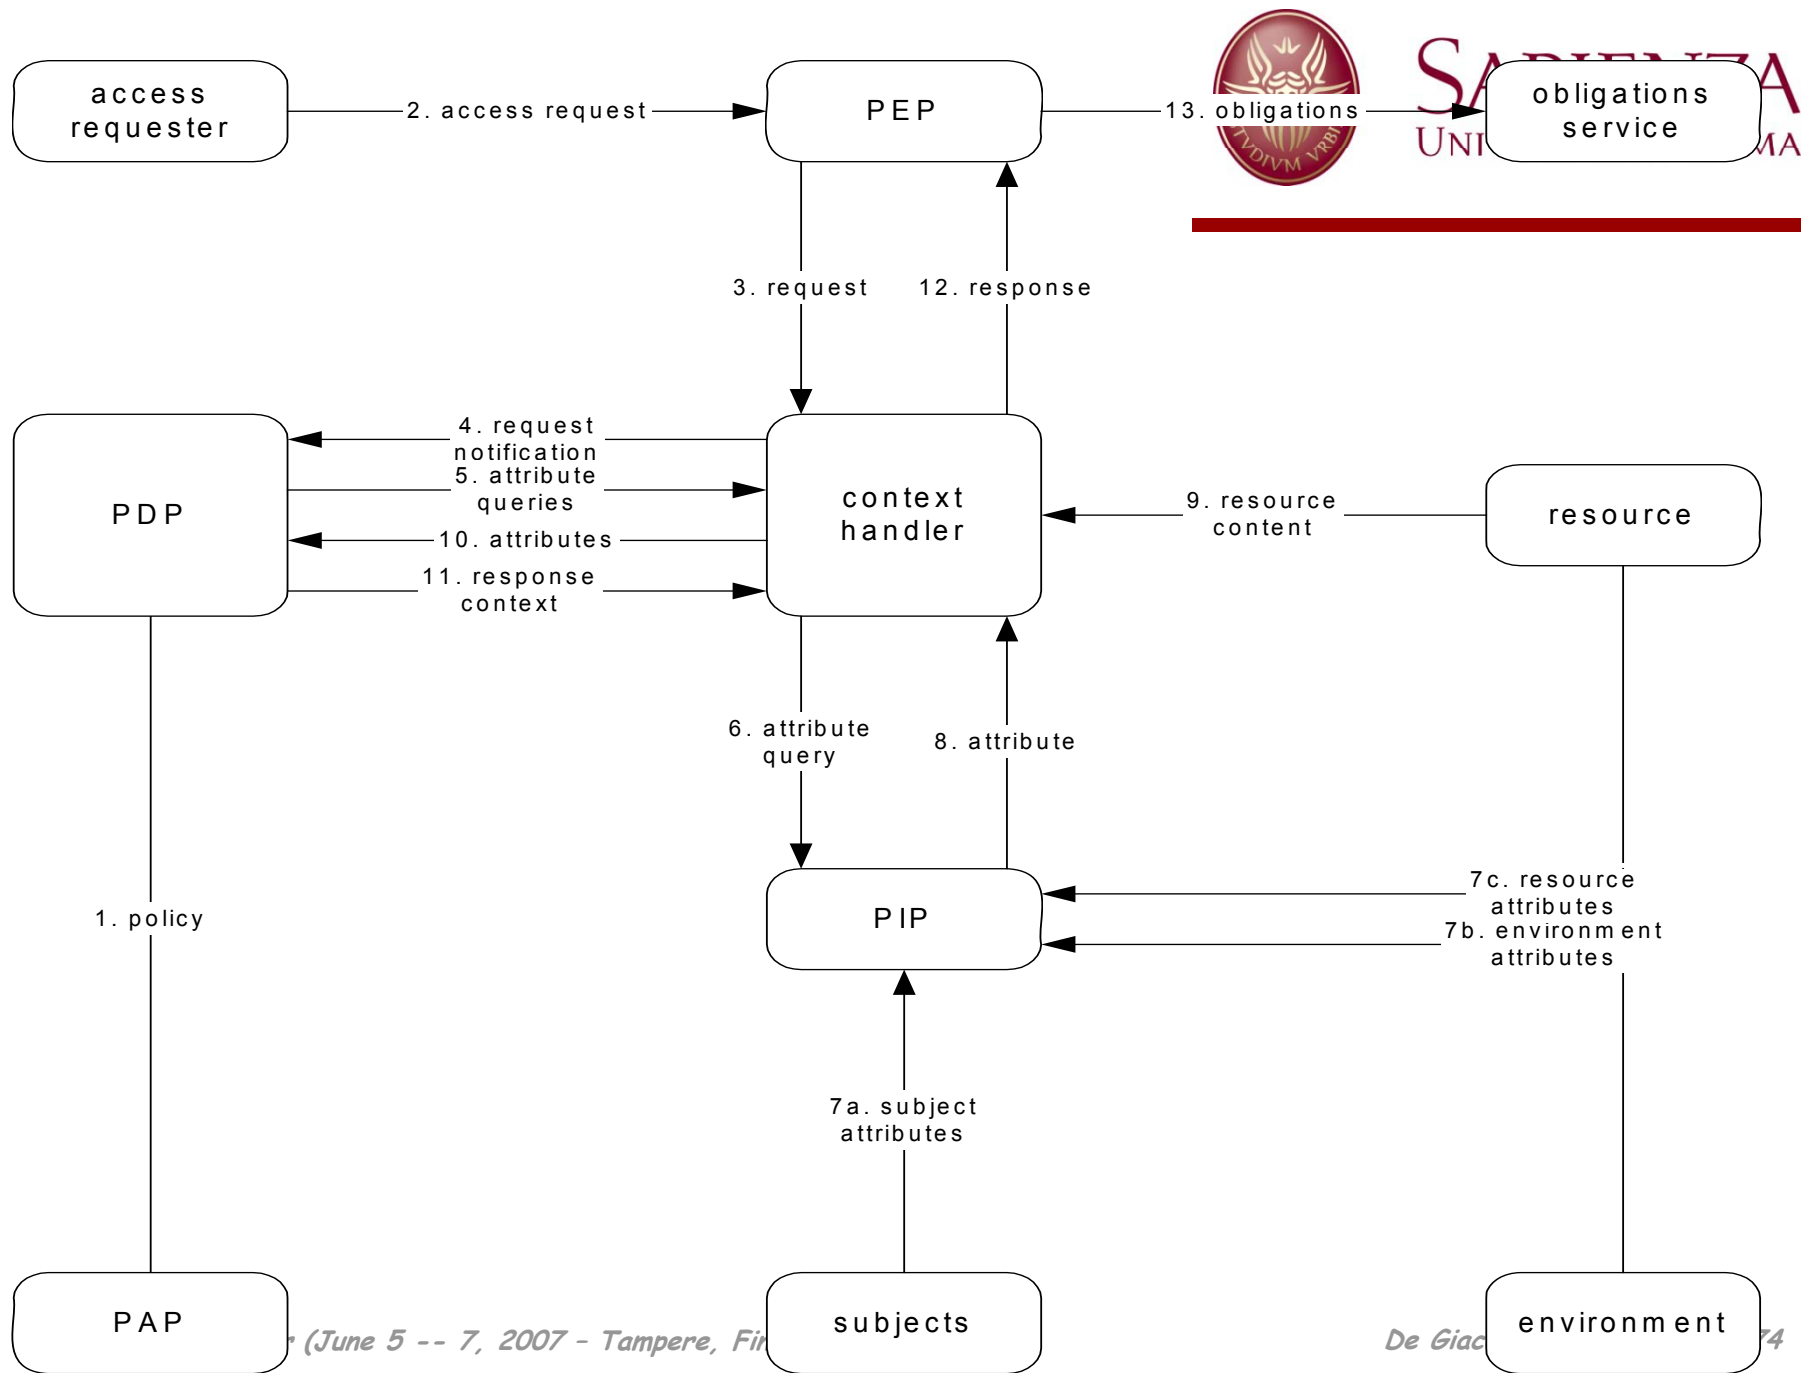 access
requester
2. access request
PEP
13. obligations
obligations
service
3. request
12. response
4. request
notification
5. attribute
queries
10. attributes
11. response
context
PDP
context
handler
9. resource
content
resource
6. attribute
query
8. attribute
1. policy
PIP
7c. resource
attributes
7b. environment
attributes
7a. subject
attributes
PAP
(June 5 -- 7, 2007 – Tampere,
subjects
De
environment
74